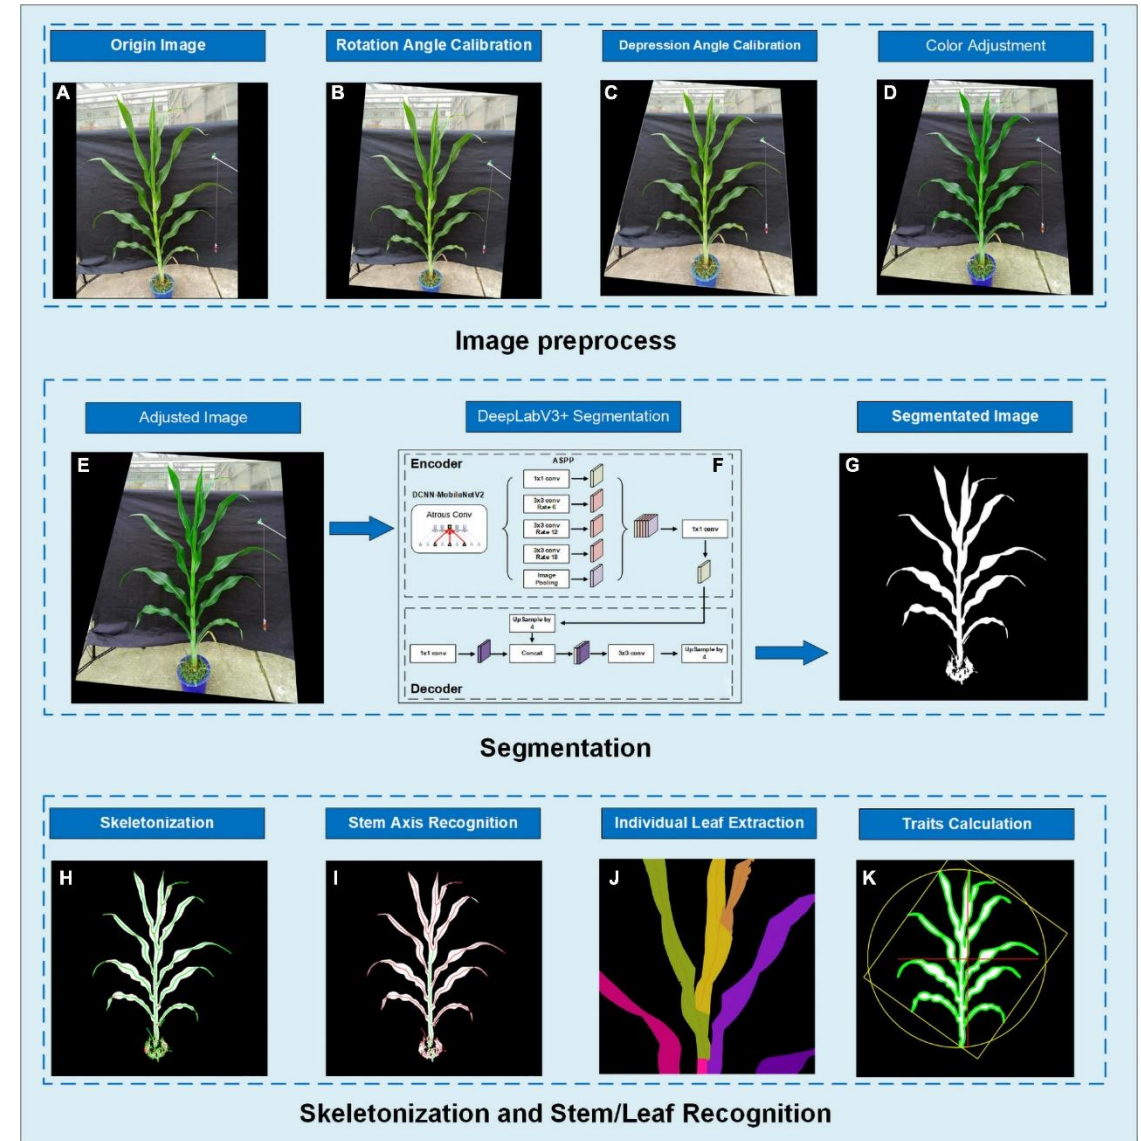 Origin Image
Rotation Angle Calibration
Depression Angle Calibration
Color Adjustment
A
B
C
D
Image preprocess
Adjusted Image
DeepLabV3+ Segmentation
Segmentated Image
E
F
G
Encoder
ASPP
DCNN-MobileNetV2
Atrous Conv
1x1 conv
3x3 conv
Rate 6
3x3 conv
Rate 12
3x3 conv
Rate 18
Image
Pooling
1x1 conv
UpSample by
4
1x1 conv
Concat
3x3 conv
UpSample by
4
Decoder
Segmentation
Skeletonization
Stem Axis Recognition
Individual Leaf Extraction
Traits Calculation
H
I
J
K
Skeletonization and Stem/Leaf Recognition